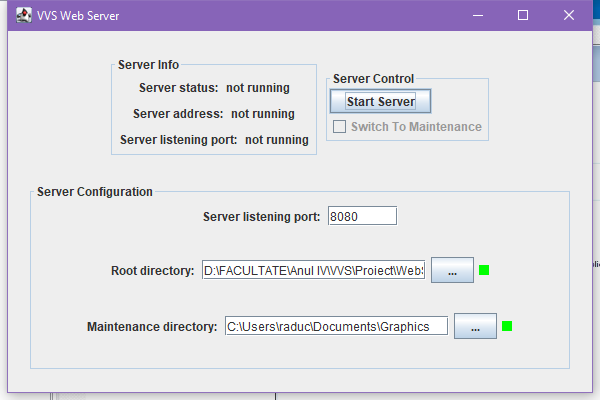 VVS Web Server
Server Info
Server status: not running
Server address: not running
Server listening port: not running
Server Control
Start Server
Switch To Maintenance
Server Configuration
Server listening port: 8080
Root directory: D:\FACULTATE\Anul IV\VVS\Proiect\Web
...
Maintenance directory: C:\Users\raduc\Documents\Graphics
...